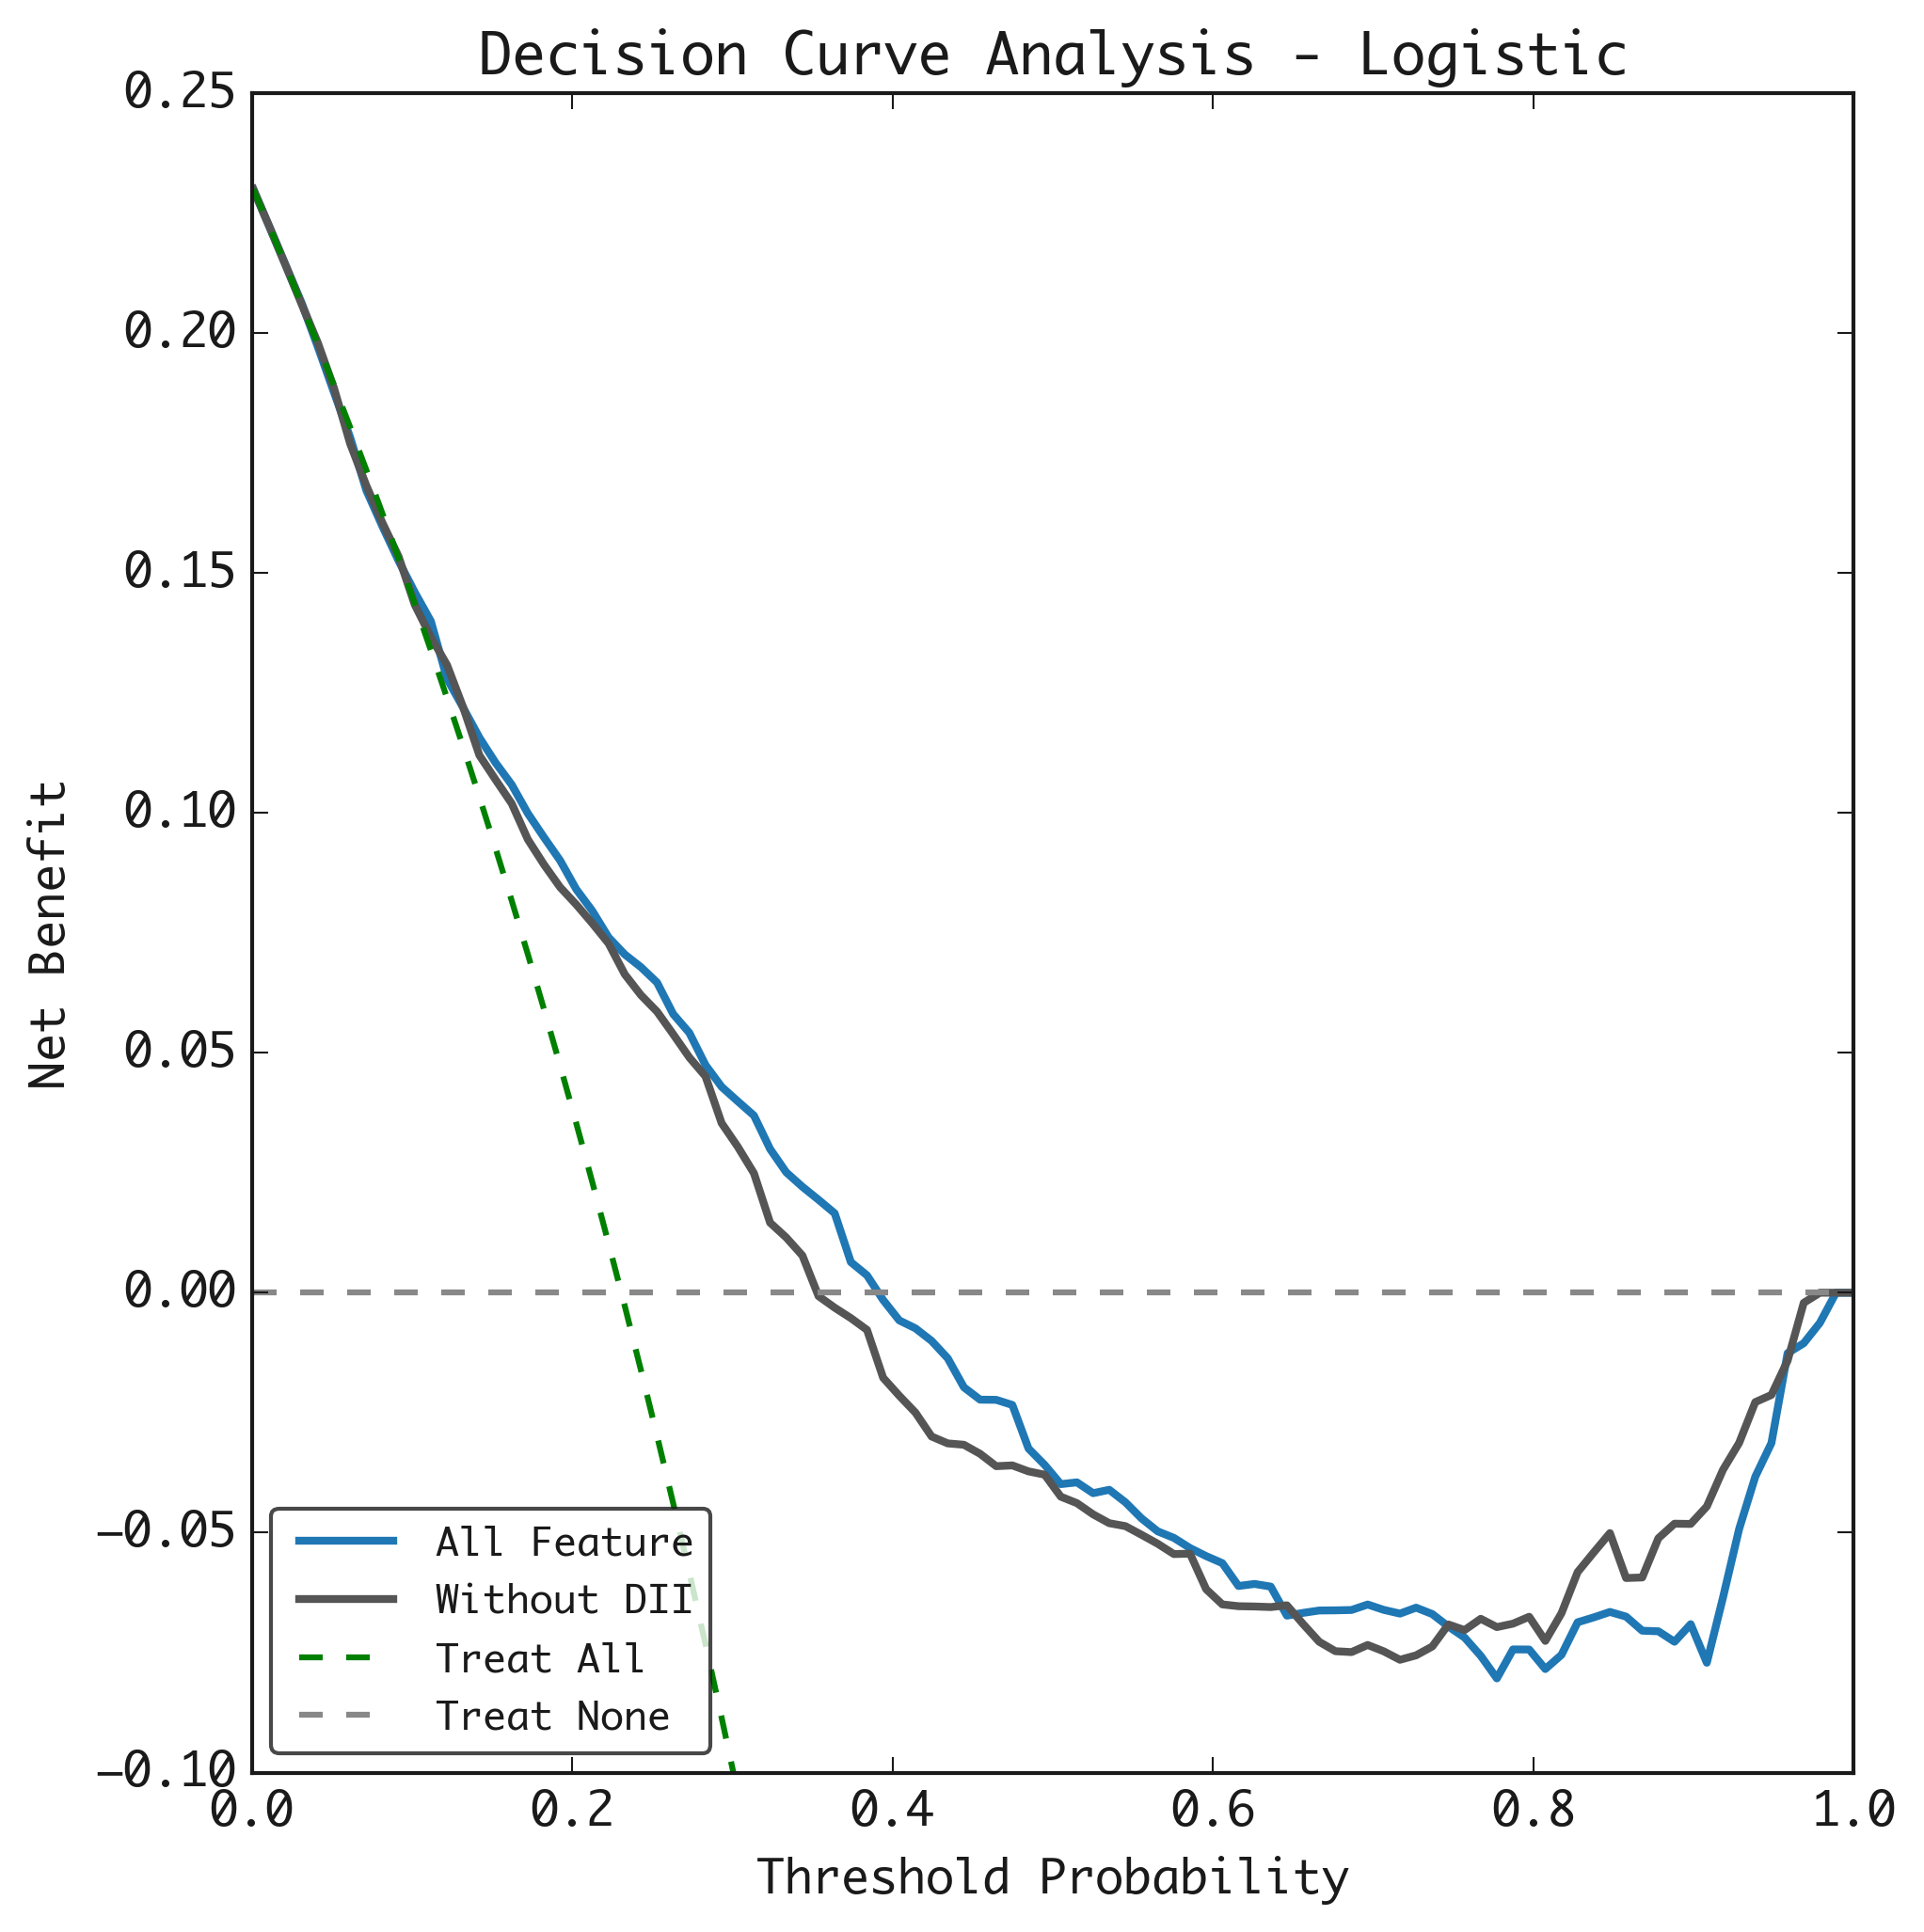 Decision Curve Analysis - Logistic
0.25
0.20
0.15
0.10
0.05
0.00
−0.05
−0.10
Net Benefit
All Feature
Without DII
Treat All
Treat None
0.0 0.2 0.4 0.6 0.8 1.0
Threshold Probability